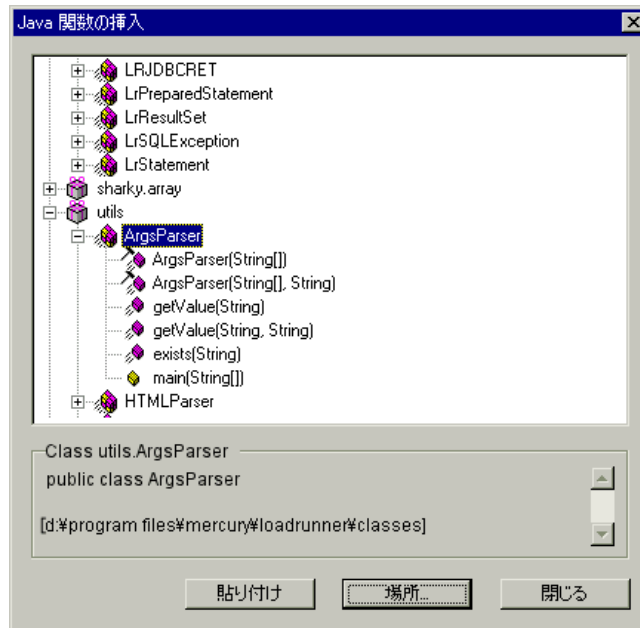 Java 関数の挿入
LRJDBCRET
LrPreparedStatement
LrResultSet
LrSQLException
LrStatement
sharky.array
utils
ArgsParser
ArgsParser(String[])
ArgsParser(String[], String)
getValue(String)
getValue(String, String)
exists(String)
main(String[])
HTMLParser
Class utils.ArgsParser
public class ArgsParser
[d:¥program files¥mercury¥loadrunner¥classes]
貼り付け
場所...
閉じる